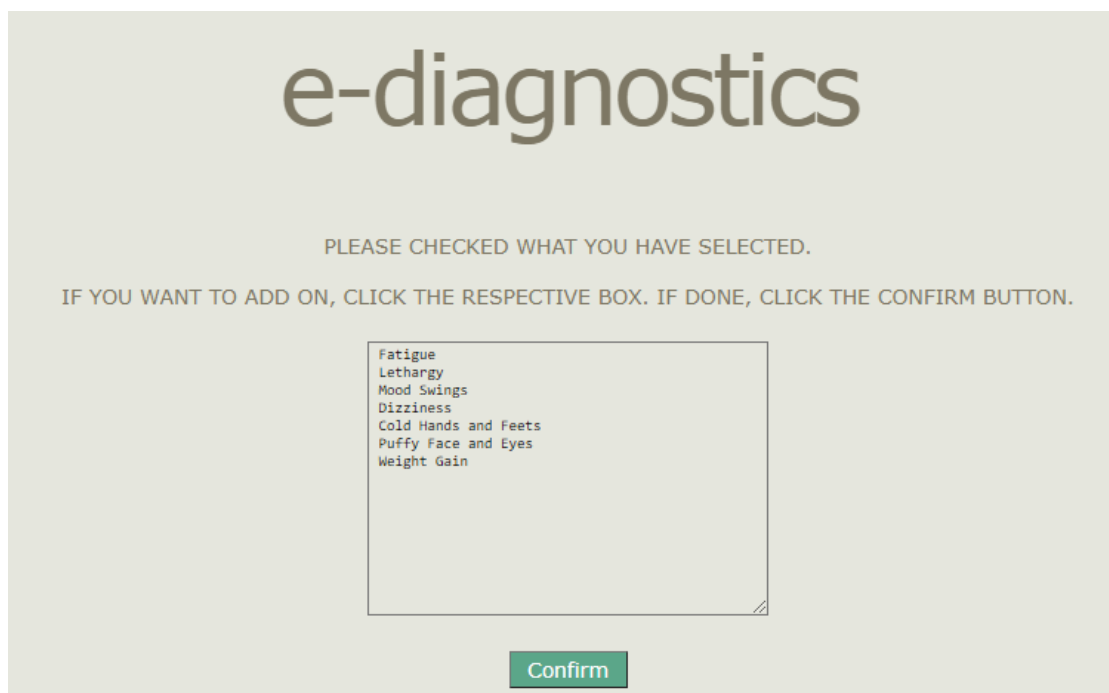 e-diagnostics
PLEASE CHECKED WHAT YOU HAVE SELECTED.
IF YOU WANT TO ADD ON, CLICK THE RESPECTIVE BOX. IF DONE, CLICK THE CONFIRM BUTTON.
Fatigue
Lethargy
Mood Swings
Dizziness
Cold Hands and Feets
Puffy Face and Eyes
Weight Gain
Confirm